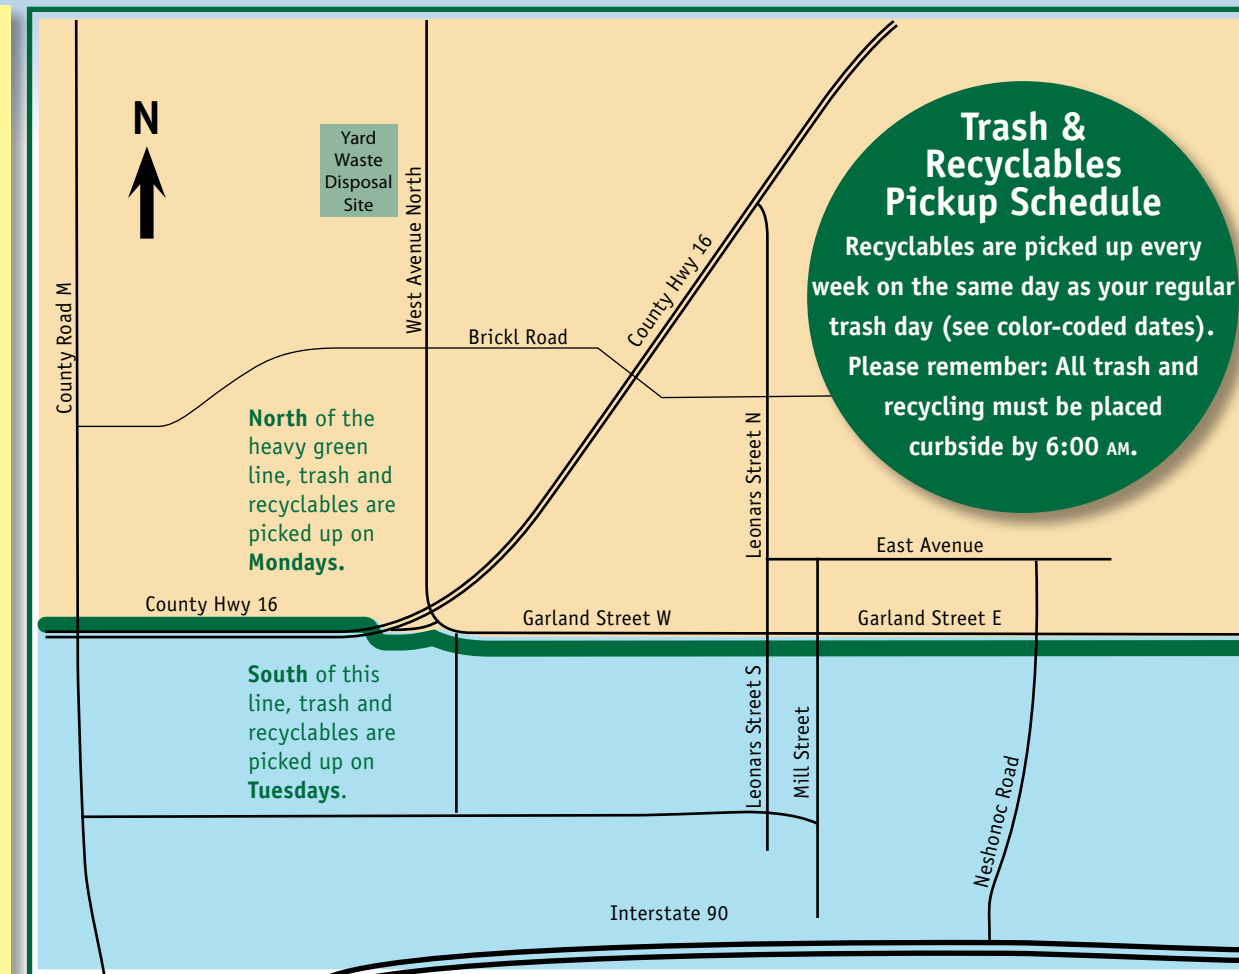 N
Yard
Waste
Disposal
Site
West Avenue North
County Road M
County Hwy 16
Brickl Road
Trash &
Recyclables
Pickup Schedule
Recyclables are picked up every
week on the same day as your regular
trash day (see color-coded dates).
Please remember: All trash and
recycling must be placed
curbside by 6:00 AM.
North of the
heavy green
line, trash and
recyclables are
picked up on
Mondays.
Leonars Street N
East Avenue
County Hwy 16
Garland Street W
Garland Street E
South of this
line, trash and
recyclables are
picked up on
Tuesdays.
Leonars Street S
Mill Street
Neshonoc Road
Interstate 90